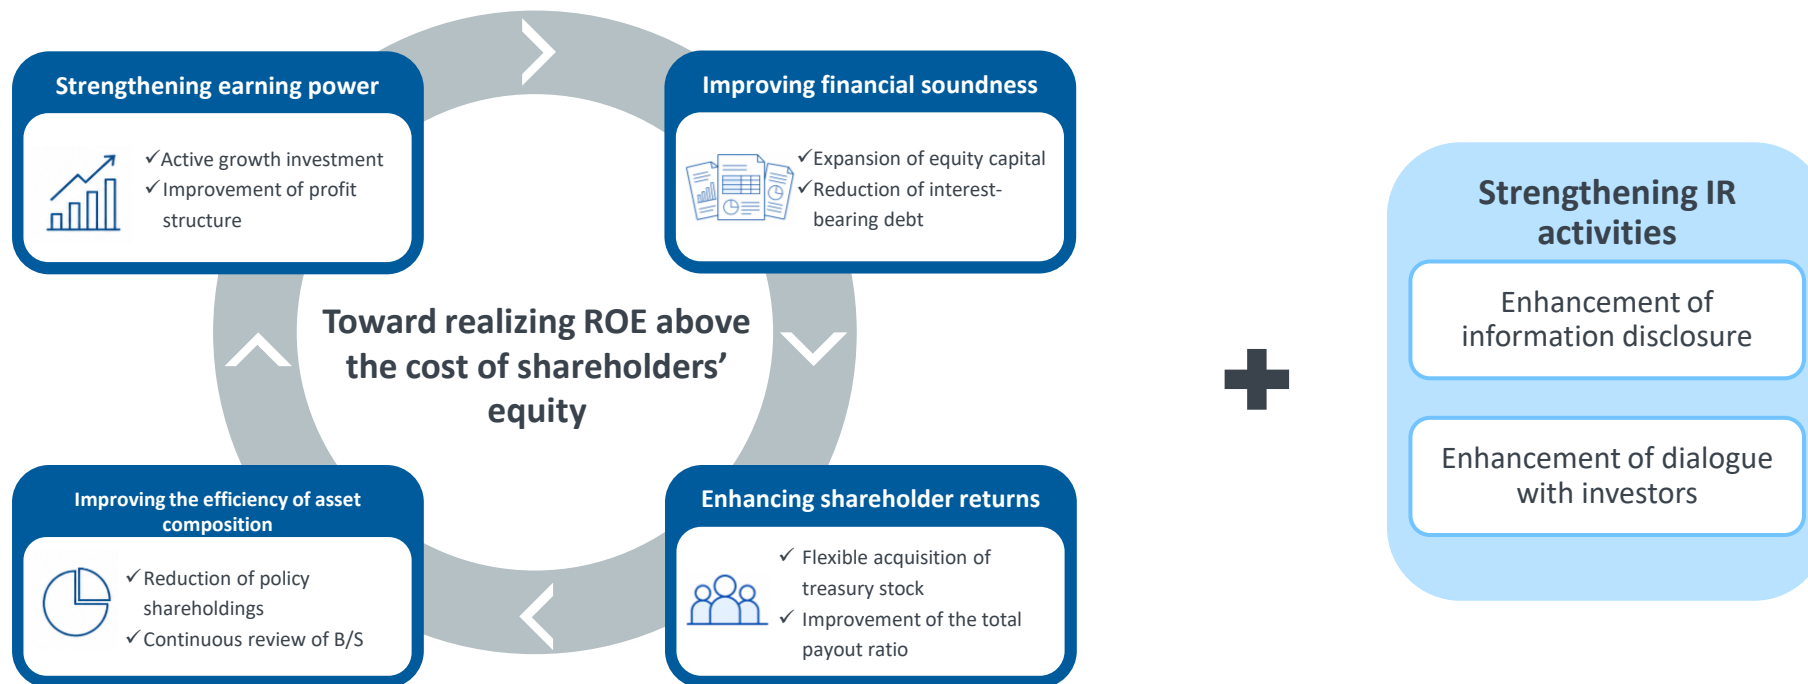 Strengthening earning power
✓Active growth investment
✓Improvement of profit
structure
Improving financial soundness
✓Expansion of equity capital
✓Reduction of interest-
bearing debt
Toward realizing ROE above
the cost of shareholders’
equity
Improving the efficiency of asset
composition
✓Reduction of policy
shareholdings
✓Continuous review of B/S
Enhancing shareholder returns
✓ Flexible acquisition of
treasury stock
✓ Improvement of the total
payout ratio
Strengthening IR
activities
Enhancement of
information disclosure
Enhancement of dialogue
with investors